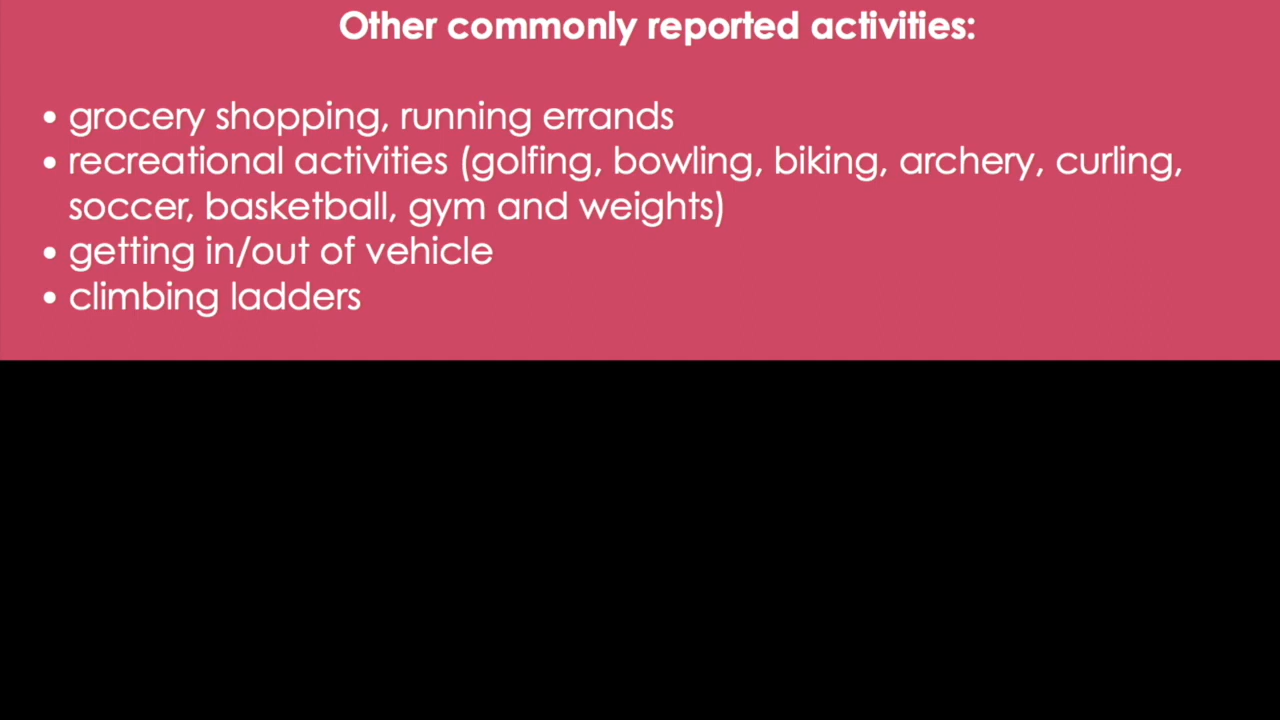 Other commonly reported activities:
• grocery shopping, running errands
• recreational activities (golfing, bowling, biking, archery, curling,
soccer, basketball, gym and weights)
• getting in/out of vehicle
• climbing ladders